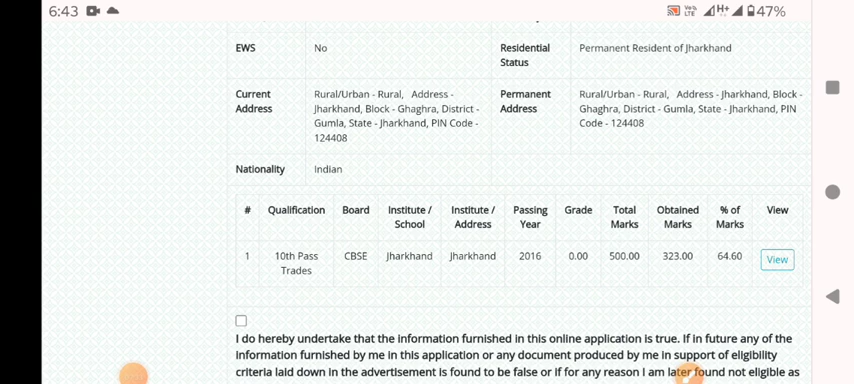 6:43 Vo» LTE H+ 47%
EWS No Residential Status Permanent Resident of Jharkhand
Current Address Rural/Urban - Rural, Address - Permanent Address Rural/Urban - Rural, Address - Jharkhand, Block -
Jharkhand, Block - Ghaghra, District - Ghaghra, District - Gumla, State - Jharkhand, PIN
Gumla, State - Jharkhand, PIN Code - Code - 124408
124408
Nationality Indian
# Qualification Board Institute / School Institute / Address Passing Year Grade Total Marks Obtained Marks % of Marks View
1 10th Pass Trades CBSE Jharkhand Jharkhand 2016 0.00 500.00 323.00 64.60 View
I do hereby undertake that the information furnished in this online application is true. If in future any of the
information furnished by me in this application or any document produced by me in support of eligibility
criteria laid down in the advertisement is found to be false or if for any reason I am later found not eligible as